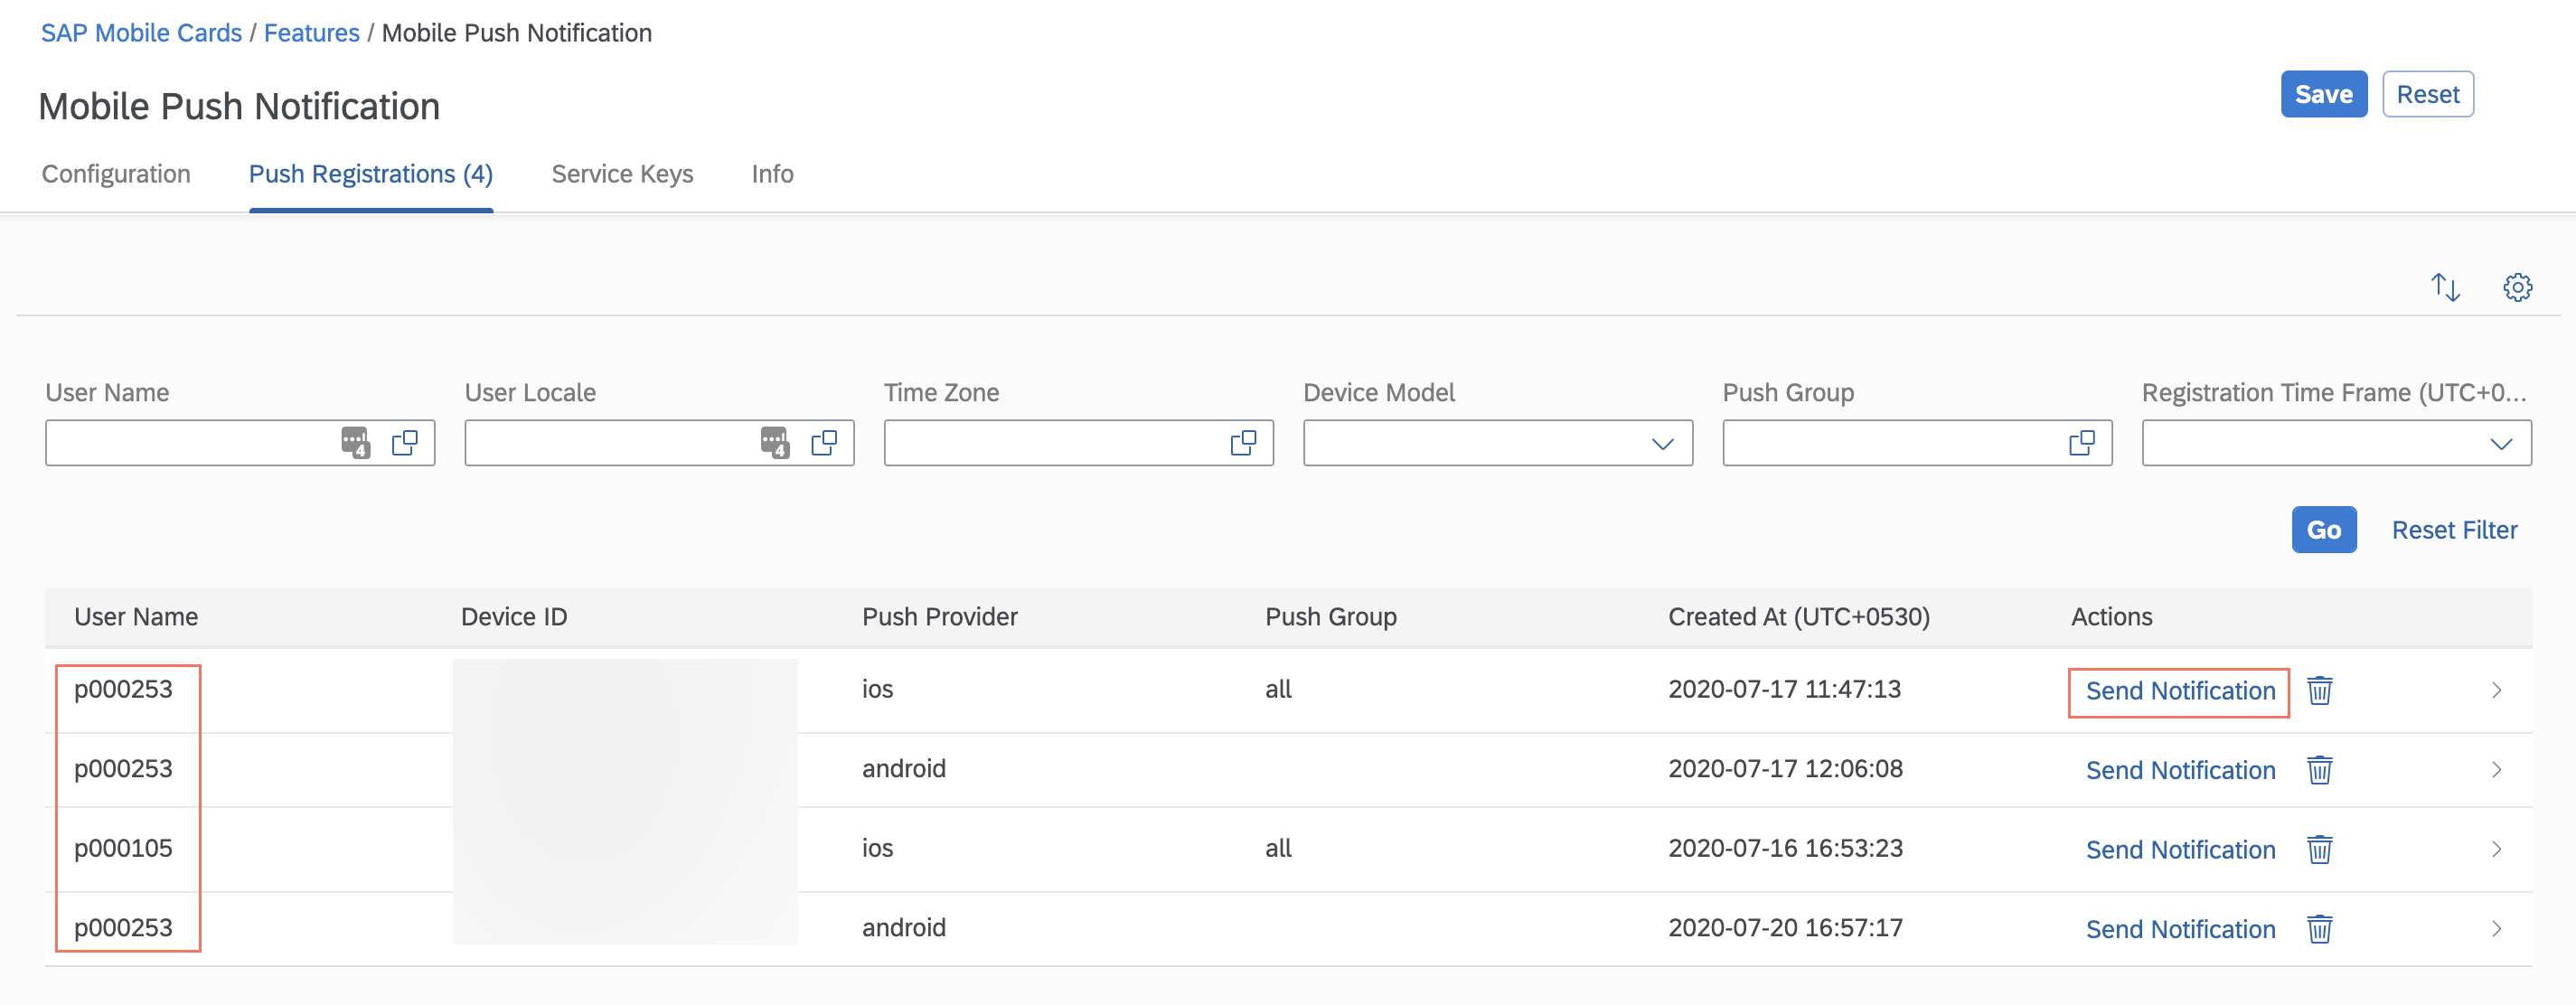 SAP Mobile Cards / Features / Mobile Push Notification
Mobile Push Notification
Save Reset
Configuration Push Registrations (4) Service Keys Info
User Name User Locale Time Zone Device Model Push Group Registration Time Frame (UTC+0...
4 4
Go Reset Filter
User Name Device ID Push Provider Push Group Created At (UTC+0530) Actions
p000253 ios all 2020-07-17 11:47:13 Send Notification
p000253 android 2020-07-17 12:06:08 Send Notification
p000105 ios all 2020-07-16 16:53:23 Send Notification
p000253 android 2020-07-20 16:57:17 Send Notification